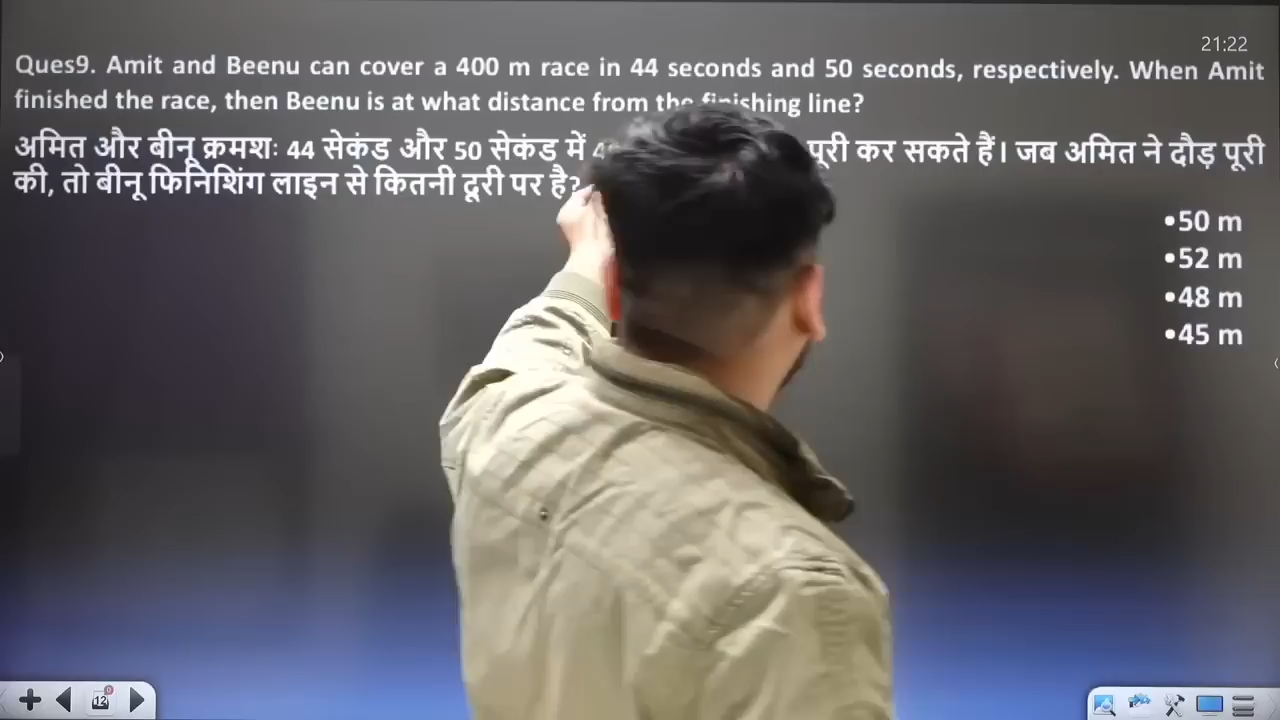 21:22
Ques9. Amit and Beenu can cover a 400 m race in 44 seconds and 50 seconds, respectively. When Amit
finished the race, then Beenu is at what distance from the finishing line?
अमित और बीनू क्रमशः 44 सेकंड और 50 सेकंड में पूरी कर सकते हैं। जब अमित ने दौड़ पूरी
की, तो बीनू फिनिशिंग लाइन से कितनी दूरी पर है?
•50 m
•52 m
•48 m
•45 m
12